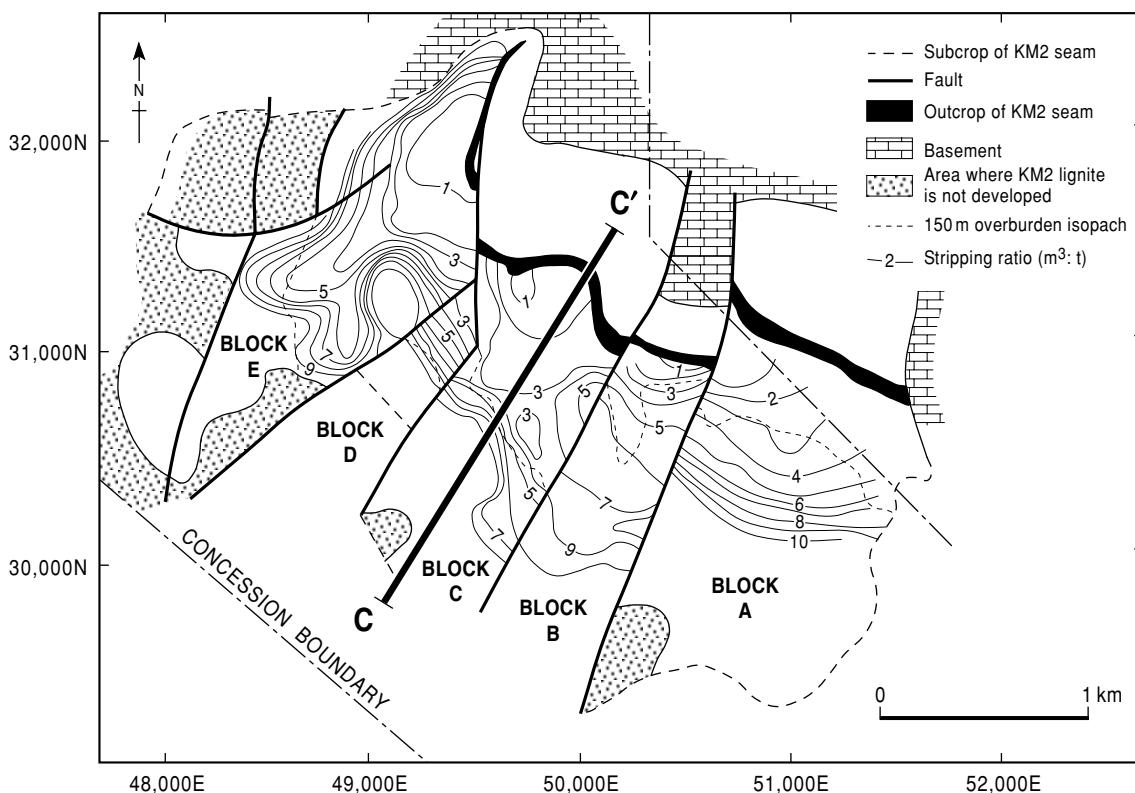 N
32,000N
31,000N
30,000N
48,000E
49,000E
50,000E
51,000E
52,000E
Subcrop of KM2 seam
Fault
Outcrop of KM2 seam
Basement
Area where KM2 lignite
is not developed
150 m overburden isopach
2 Stripping ratio (m³: t)
0 1 km
C′
C
1
3
5
7
9
3
5
1
3
3
5
7
5
1
3
5
7
9
2
4
6
8
10
BLOCK
E
BLOCK
D
BLOCK
C
BLOCK
B
BLOCK
A
CONCESSION BOUNDARY